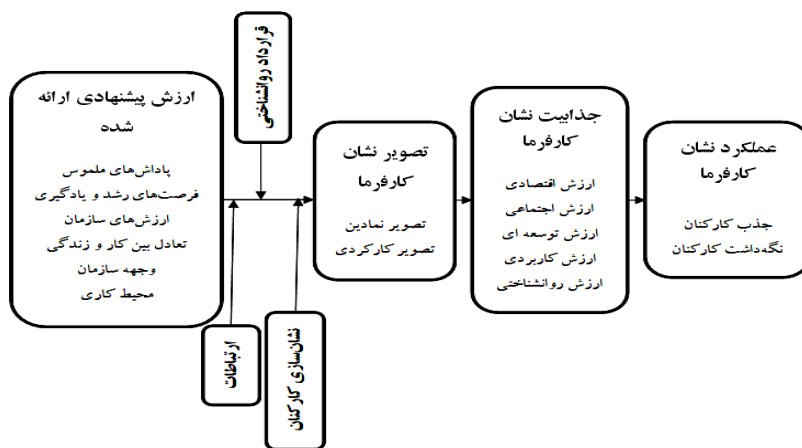 ارزش پیشنهادی ارائه
شده
پاداش‌های ملموس
فرصت‌های رشد و یادگیری
ارزش‌های سازمان
تعادل بین کار و زندگی
وجهه سازمان
محیط کاری
قرارداد روانشناختی
ارتباطات
نشان‌سازی کارکنان
تصویر نشان
کارفرما
تصویر نمادین
تصویر کارکردی
جذابیت نشان
کارفرما
ارزش اقتصادی
ارزش اجتماعی
ارزش توسعه ای
ارزش کاربردی
ارزش روانشناختی
عملکرد نشان
کارفرما
جذب کارکنان
نگه‌داشت کارکنان